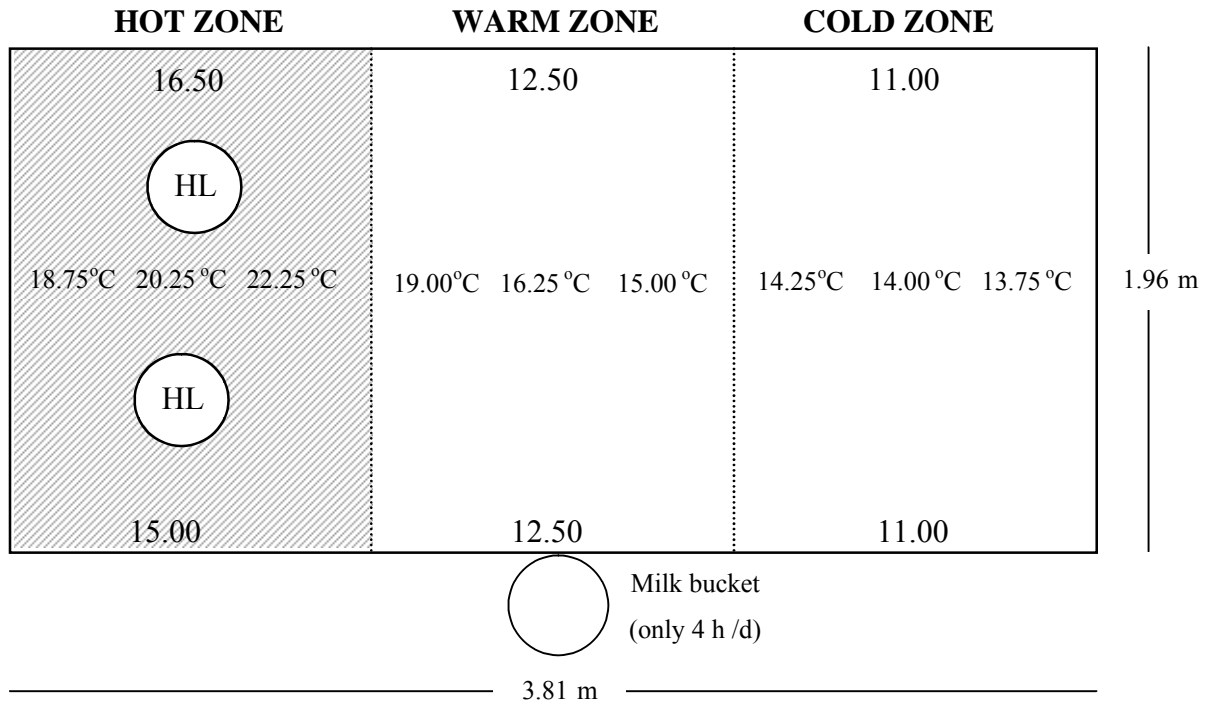 HOT ZONE WARM ZONE COLD ZONE
16.50 12.50 11.00
HL
18.75°C 20.25 °C 22.25 °C 19.00°C 16.25 °C 15.00 °C 14.25°C 14.00 °C 13.75 °C 1.96 m
HL
15.00 12.50 11.00
Milk bucket
(only 4 h /d)
3.81 m